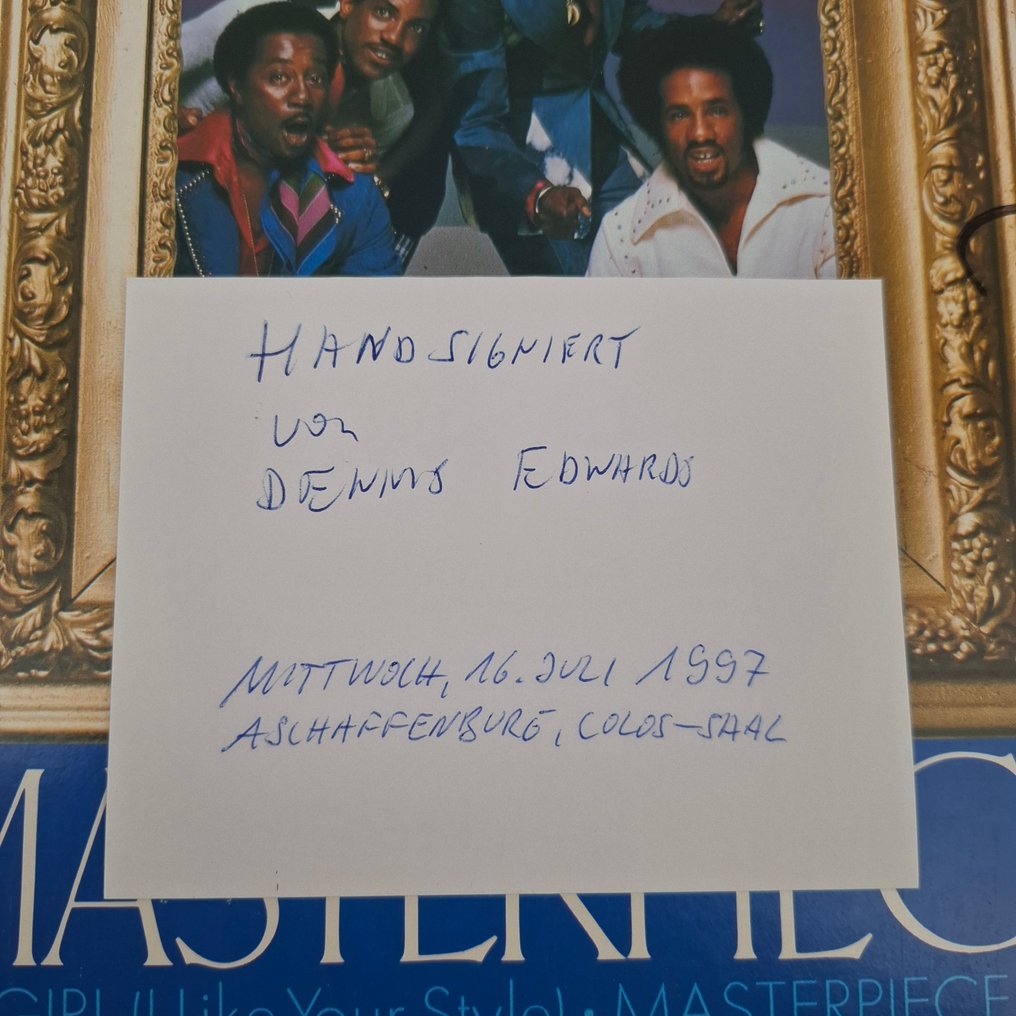 HANDSIGNIERT
von
DENNIS EDWARDS
MITTWOCH, 16. JULI 1997
ASCHAFFENBURG, COLOS-SAAL
MASTERPIEC
GIRL (I Like Your Style) • MASTERPIECE